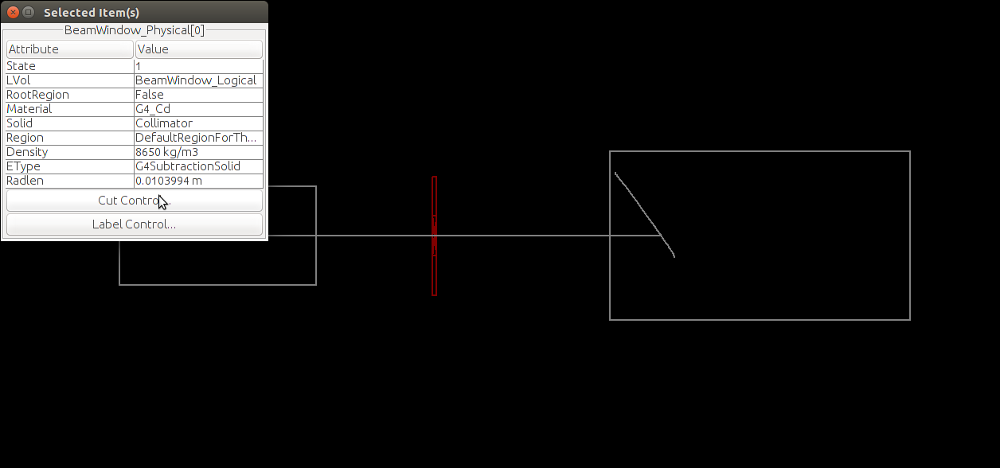 Selected Item(s)
BeamWindow_Physical[0]
Attribute Value
State 1
LVol BeamWindow_Logical
RootRegion False
Material G4_Cd
Solid Collimator
Region DefaultRegionForTh...
Density 8650 kg/m3
EType G4SubtractionSolid
Radlen 0.0103994 m
Cut Contro...
Label Control...